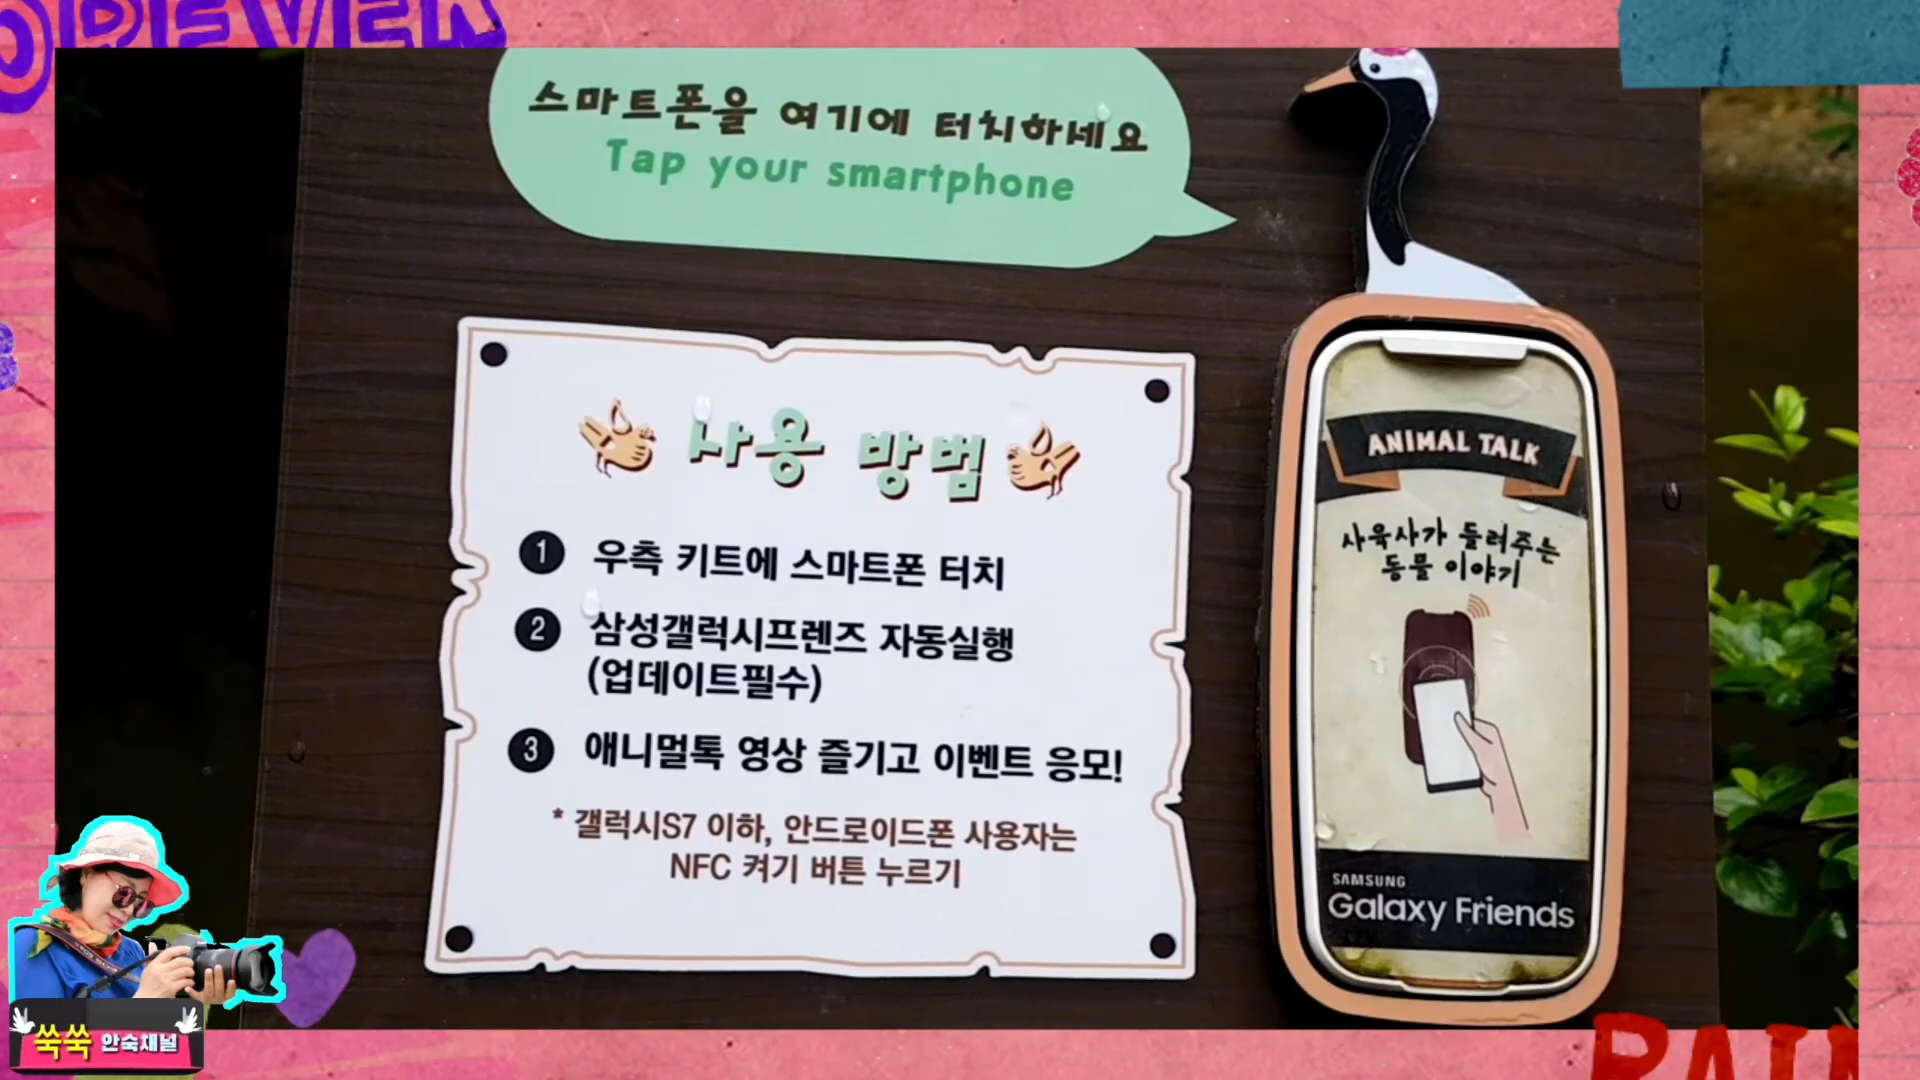 스마트폰을 여기에 터치하세요
Tap your smartphone
사용 방법
1 우측 키트에 스마트폰 터치
2 삼성갤럭시프렌즈 자동실행
(업데이트필수)
3 애니멀톡 영상 즐기고 이벤트 응모!
* 갤럭시S7 이하, 안드로이드폰 사용자는
NFC 켜기 버튼 누르기
ANIMAL TALK
사육사가 들려주는
동물 이야기
SAMSUNG
Galaxy Friends
쑥쑥 안숙채널